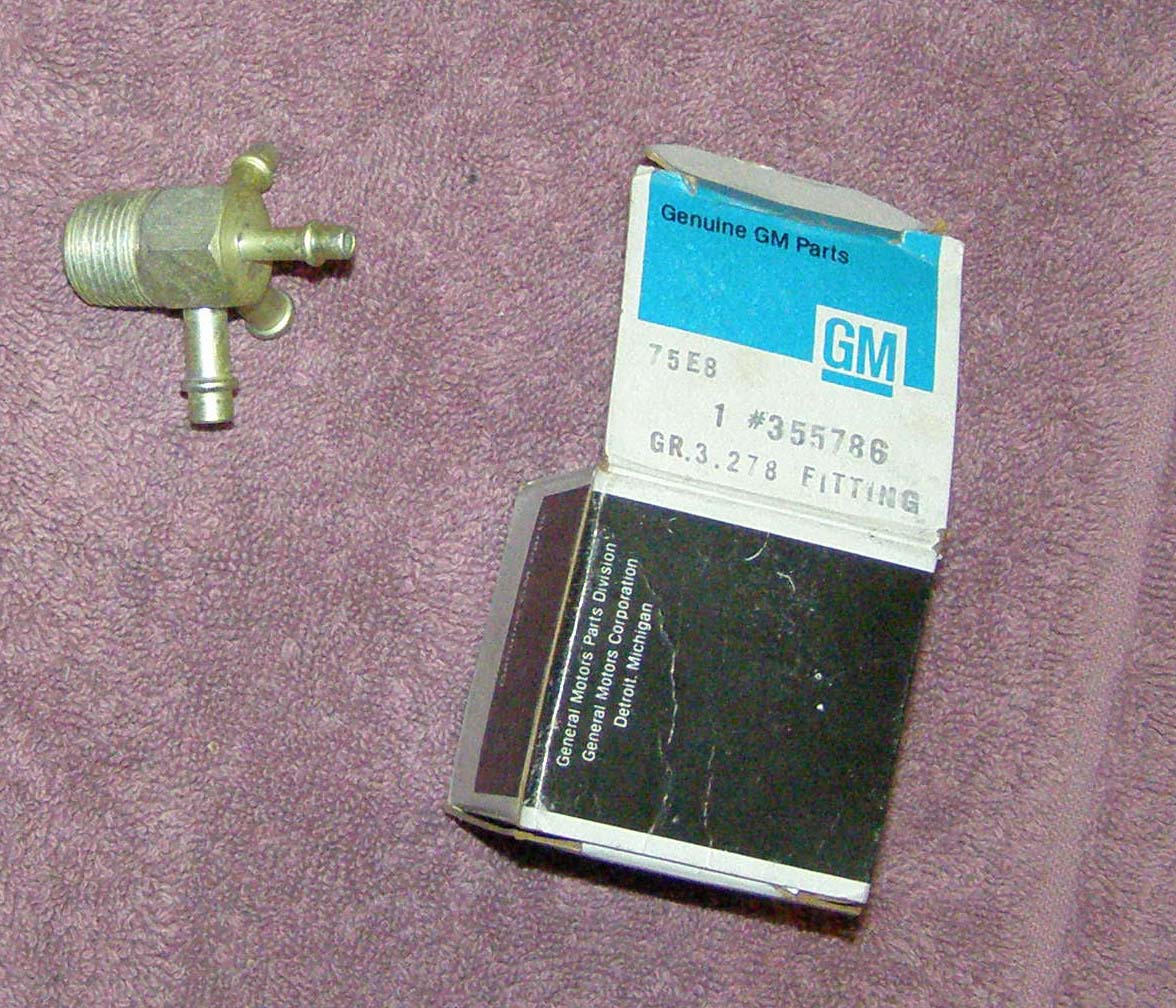 Genuine GM Parts
GM
75E8
1 #355786
GR.3.278 FITTING
General Motors Parts Division
General Motors Corporation
Detroit, Michigan